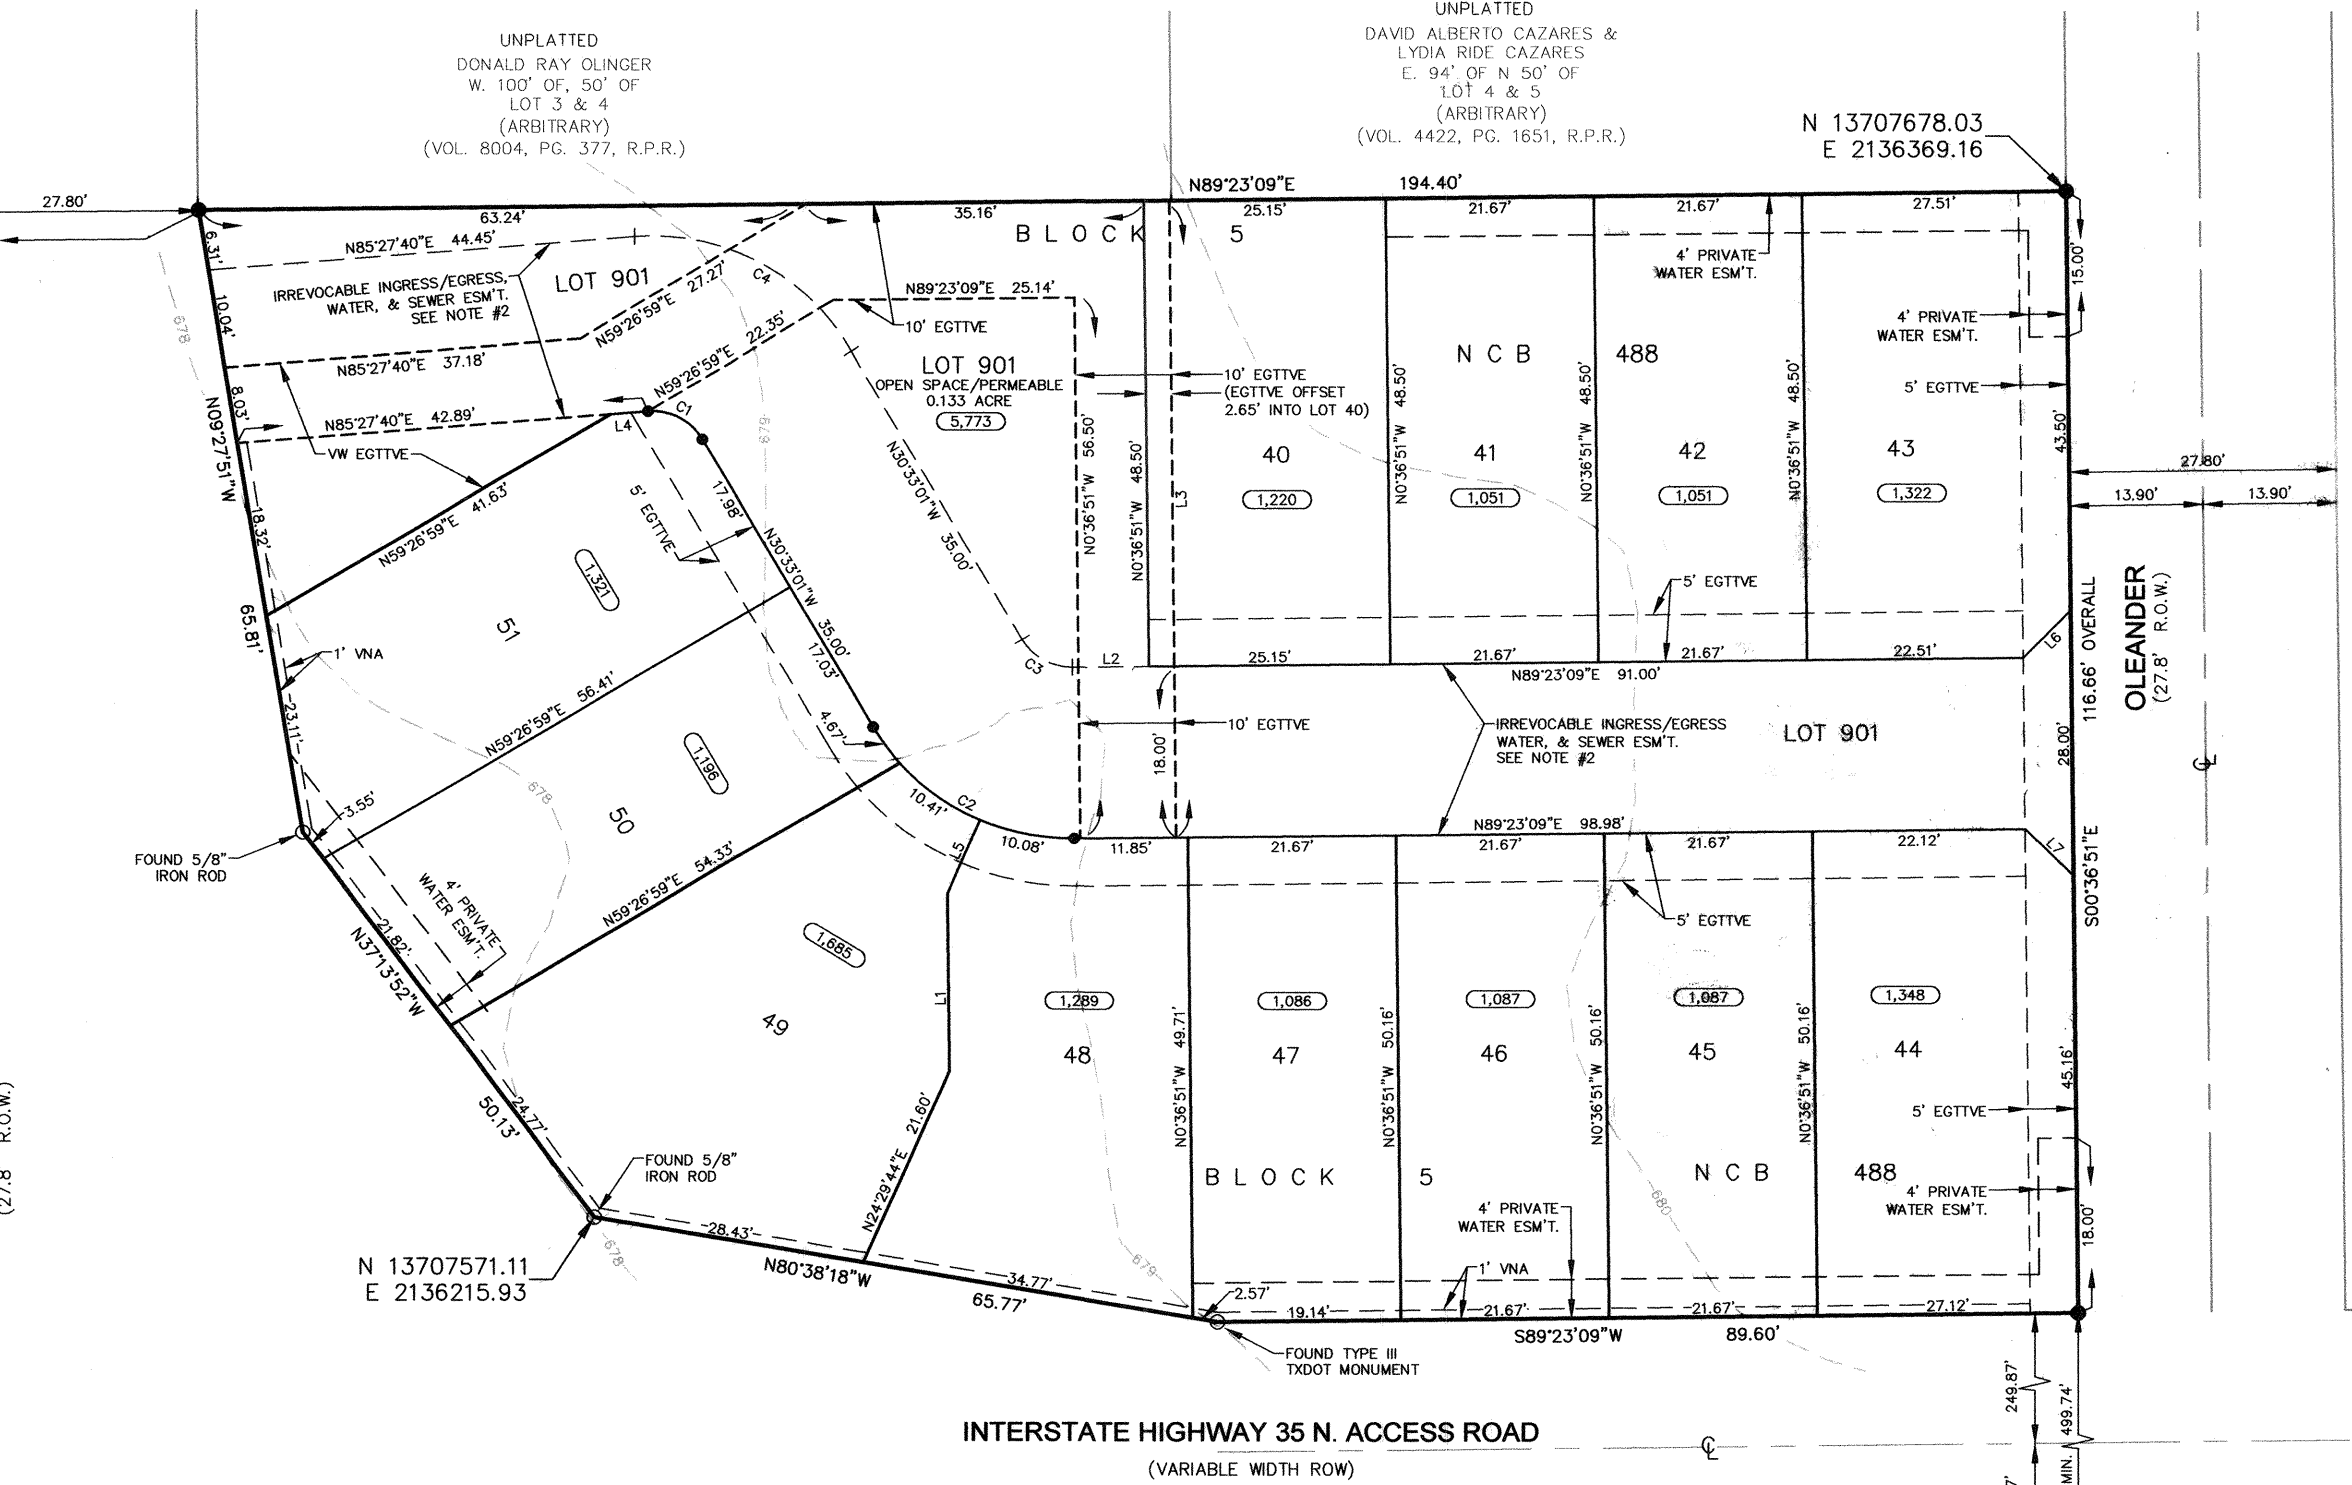 UNPLATTED
DONALD RAY OLINGER
W. 100' OF, 50' OF
LOT 3 & 4
(ARBITRARY)
(VOL. 8004, PG. 377, R.P.R.)
UNPLATTED
DAVID ALBERTO CAZARES &
LYDIA RIDE CAZARES
E. 94' OF N 50' OF
LOT 4 & 5
(ARBITRARY)
(VOL. 4422, PG. 1651, R.P.R.)
N 13707678.03
E 2136369.16
27.80'
N89°23'09"E 194.40'
63.24'
35.16'
25.15'
21.67'
21.67'
27.51'
BLOCK 5
6.31'
N85°27'40"E 44.45'
C4
IRREVOCABLE INGRESS/EGRESS,
WATER, & SEWER ESM'T.
SEE NOTE #2
LOT 901
10.04'
678
N59°26'59"E 27.27'
N85°27'40"E 37.18'
N89°23'09"E 25.14'
10' EGTTVE
N59°26'59"E 22.35'
LOT 901
OPEN SPACE/PERMEABLE
0.133 ACRE
5,773
10' EGTTVE
(EGTTVE OFFSET
2.65' INTO LOT 40)
4' PRIVATE
WATER ESM'T.
15.00'
4' PRIVATE
WATER ESM'T.
NCB 488
5' EGTTVE
43.50'
8.03'
N85°27'40"E 42.89'
L4
C1
VW EGTTVE
N09°27'51"W
65.81'
18.32'
N59°26'59"E 41.63'
5' EGTTVE
17.98'
679
N30°33'01"W
35.00'
N30°33'01"W 35.00'
N0°36'51"W 56.50'
N0°36'51"W 48.50'
L3
40
1,220
N0°36'51"W 48.50'
41
1,051
N0°36'51"W 48.50'
42
1,051
N0°36'51"W 48.50'
43
1,322
27.80'
13.90'
13.90'
5' EGTTVE
OLEANDER
(27.8' R.O.W.)
116.66' OVERALL
1,321
51
1' VNA
23.11'
17.03'
C3
L2
25.15'
21.67'
21.67'
22.51'
N89°23'09"E 91.00'
L6
N59°26'59"E 56.41'
4.67'
10' EGTTVE
18.00'
IRREVOCABLE INGRESS/EGRESS
WATER, & SEWER ESM'T.
SEE NOTE #2
LOT 901
28.00'
1,196
50
678
3.55'
FOUND 5/8"
IRON ROD
10.41'
C2
10.08'
11.85'
N89°23'09"E 98.98'
21.67'
21.67'
21.67'
22.12'
L7
S00°36'51"E
L5
4' PRIVATE
WATER ESM'T.
N59°26'59"E 54.33'
21.82'
N37°13'52"W
50.13'
5' EGTTVE
1,685
49
L1
1,289
48
N0°36'51"W 49.71'
1,086
47
N0°36'51"W 50.16'
1,087
46
N0°36'51"W 50.16'
1,087
45
N0°36'51"W 50.16'
1,348
44
45.16'
5' EGTTVE
24.77'
FOUND 5/8"
IRON ROD
N24°29'44"E 21.60'
BLOCK 5
NCB 488
680
4' PRIVATE
WATER ESM'T.
4' PRIVATE
WATER ESM'T.
18.00'
(27.8' R.O.W.)
N 13707571.11
E 2136215.93
678
28.43'
N80°38'18"W
34.77'
65.77'
679
2.57'
1' VNA
19.14'
21.67'
21.67'
27.12'
S89°23'09"W 89.60'
FOUND TYPE III
TXDOT MONUMENT
249.87'
MIN. 499.74'
INTERSTATE HIGHWAY 35 N. ACCESS ROAD
(VARIABLE WIDTH ROW)